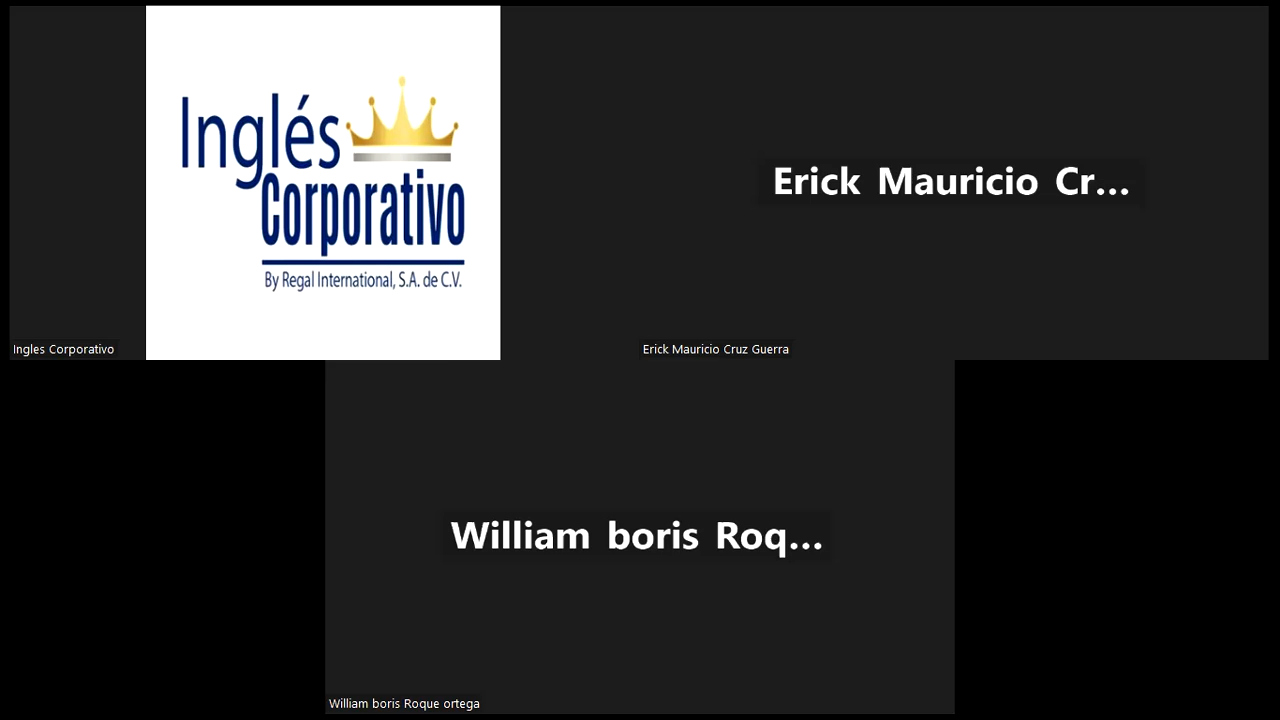 Inglés
Corporativo
By Regal International, S.A. de C.V.
Ingles Corporativo
Erick Mauricio Cr...
Erick Mauricio Cruz Guerra
William boris Roq...
William boris Roque ortega